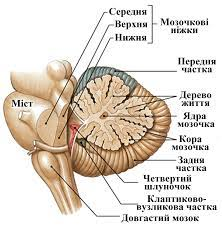 Середня
Верхня
Нижня
Мозочкові
ніжки
Передня
частка
Міст
Дерево
життя
Ядра
мозочка
Кора
мозочка
Задня
частка
Четвертий
шлуночок
Клаптиково-
вузликова частка
Довгастий мозок